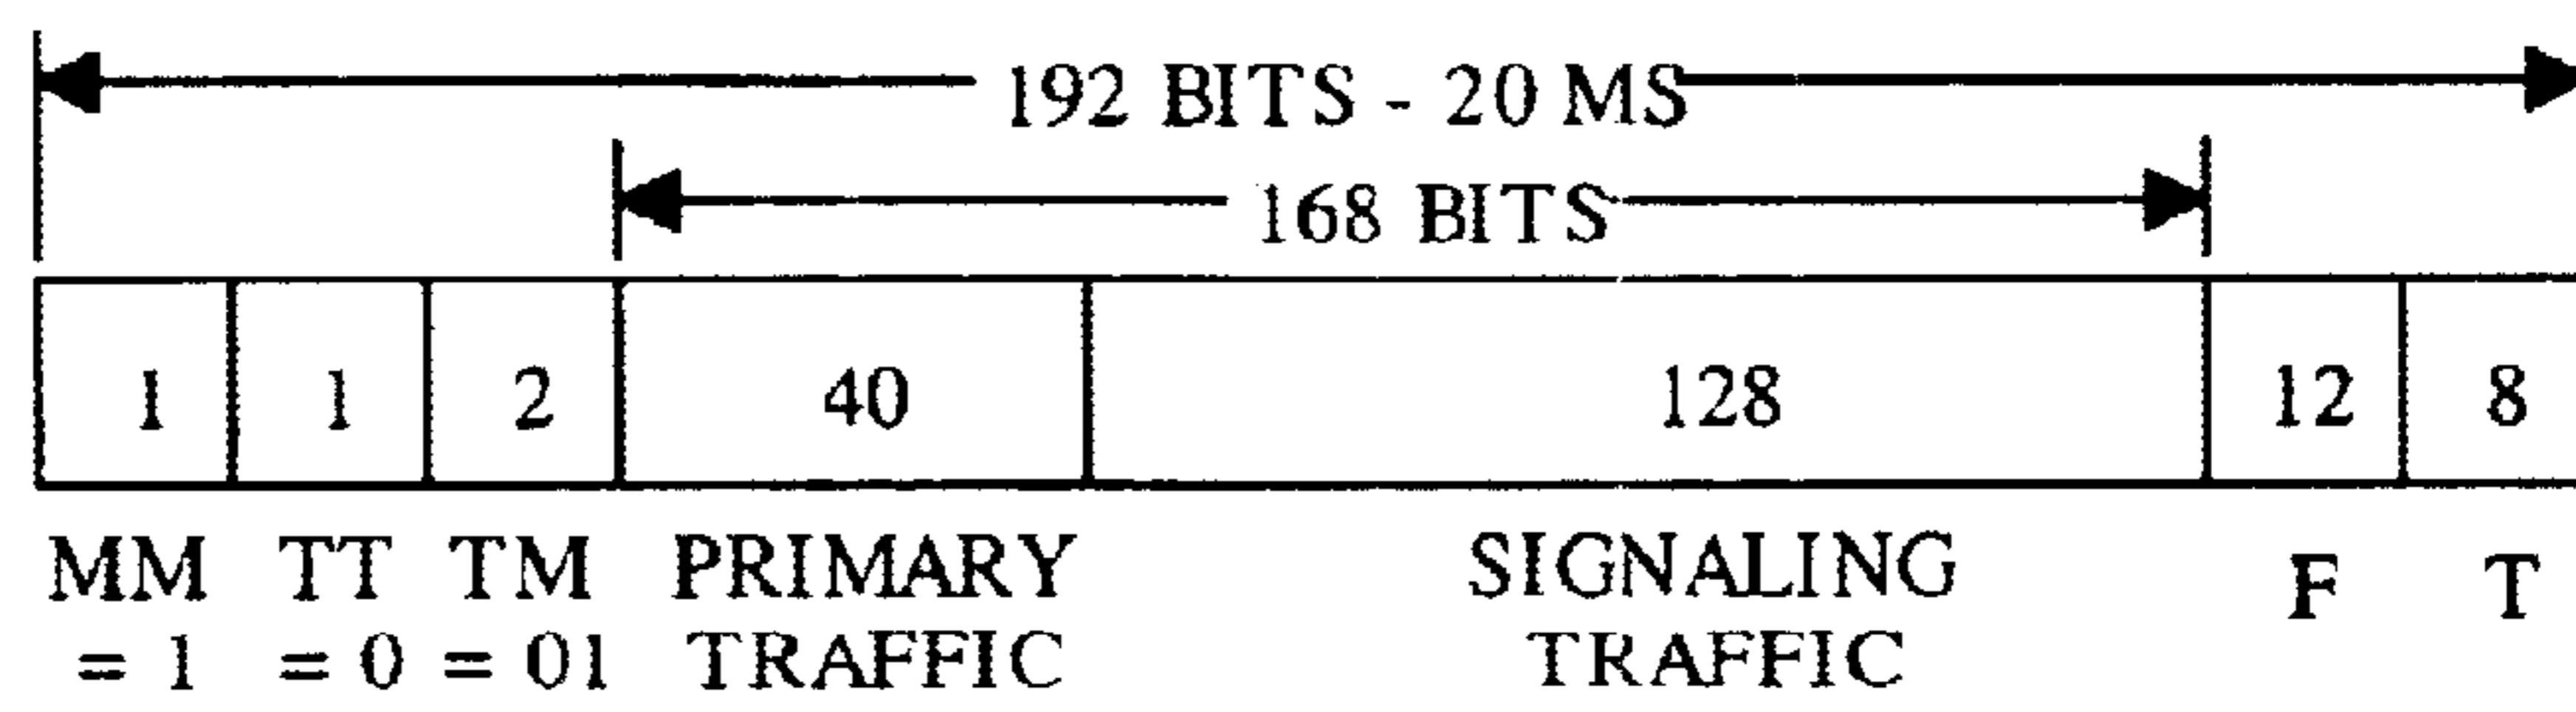 192 BITS - 20 MS
168 BITS
1 1 2 40 128 12 8
MM TT TM PRIMARY SIGNALING F T
= 1 = 0 = 01 TRAFFIC TRAFFIC